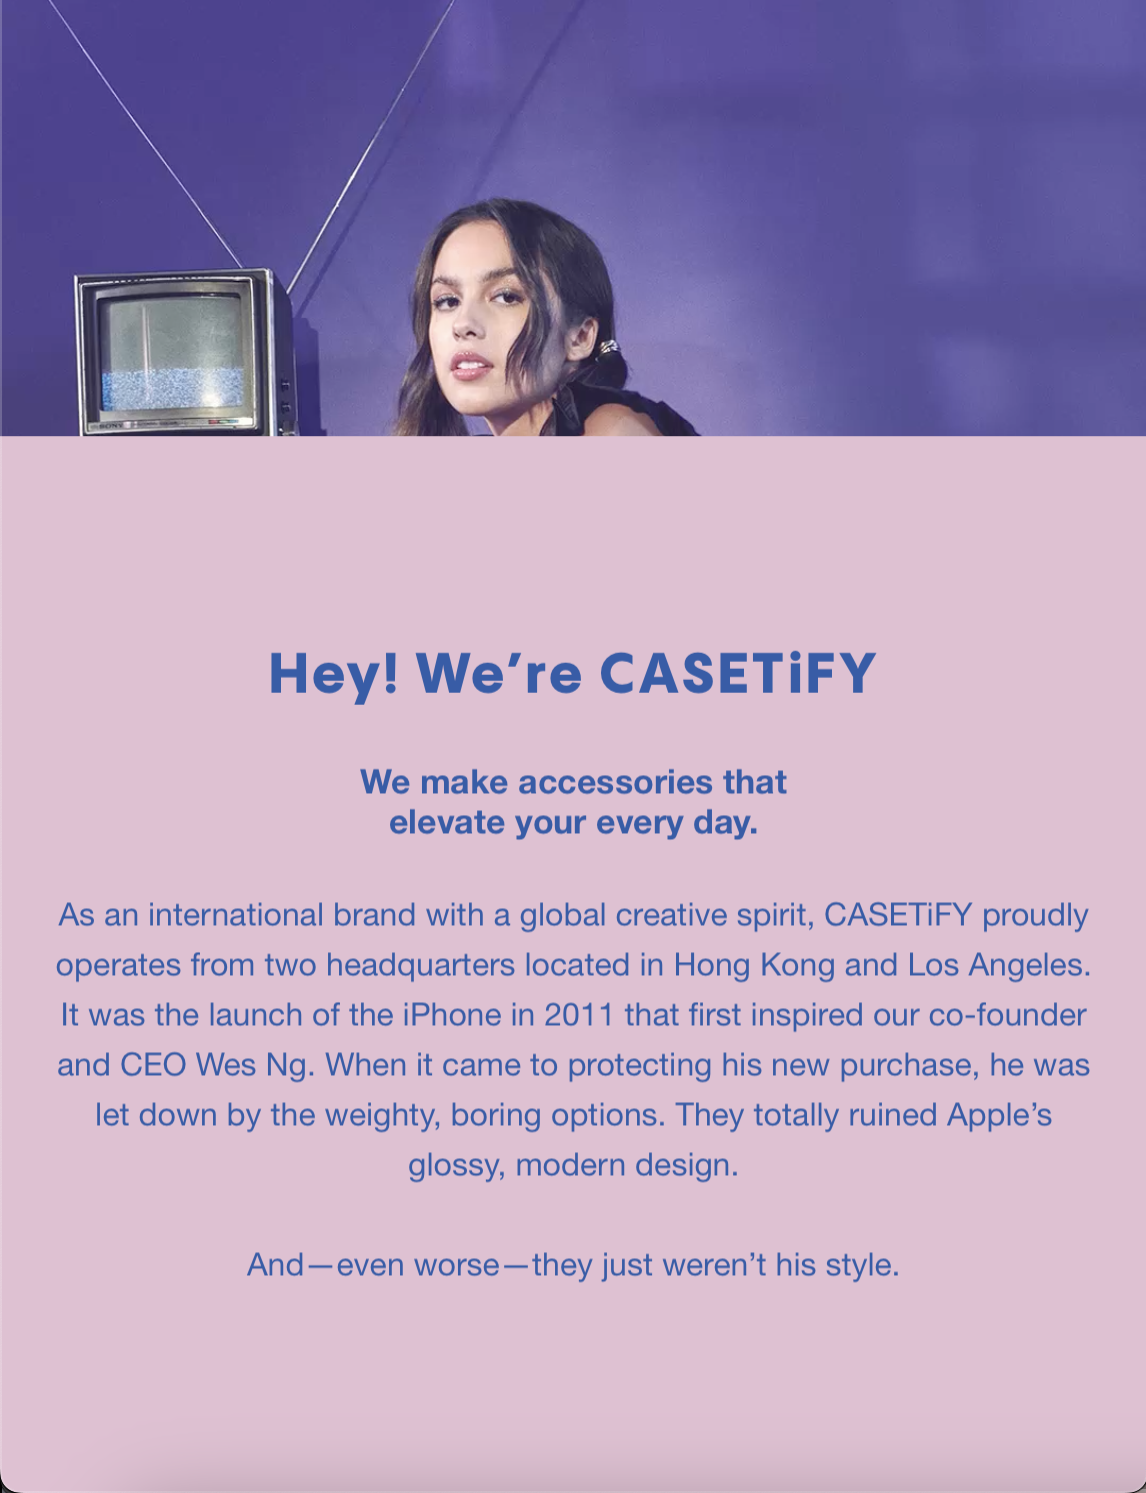 SONY
Hey! We’re CASETiFY
We make accessories that
elevate your every day.
As an international brand with a global creative spirit, CASETiFY proudly
operates from two headquarters located in Hong Kong and Los Angeles.
It was the launch of the iPhone in 2011 that first inspired our co-founder
and CEO Wes Ng. When it came to protecting his new purchase, he was
let down by the weighty, boring options. They totally ruined Apple’s
glossy, modern design.
And—even worse—they just weren’t his style.